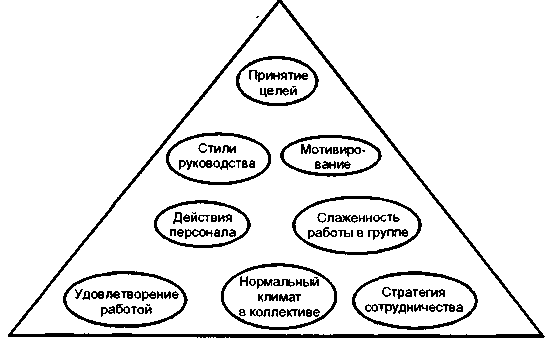 Принятие
целей
Стили
руководства
Мотивиро-
вание
Действия
персонала
Слаженность
работы в группе
Удовлетворение
работой
Нормальный
климат
в коллективе
Стратегия
сотрудничества